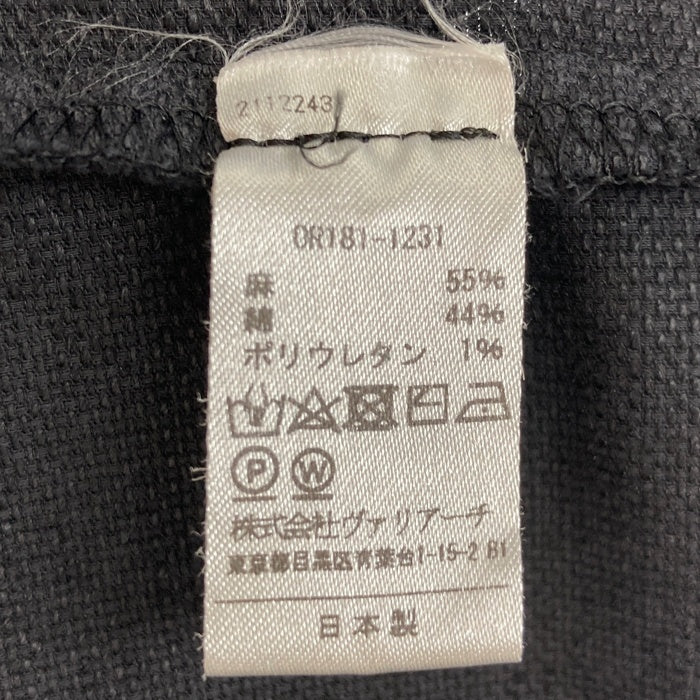 2112243
OR181-1231
麻 55%
綿 44%
ポリウレタン 1%
P W
株式会社ヴァリアーチ
東京都目黒区青葉台1-15-2 B1
日本製